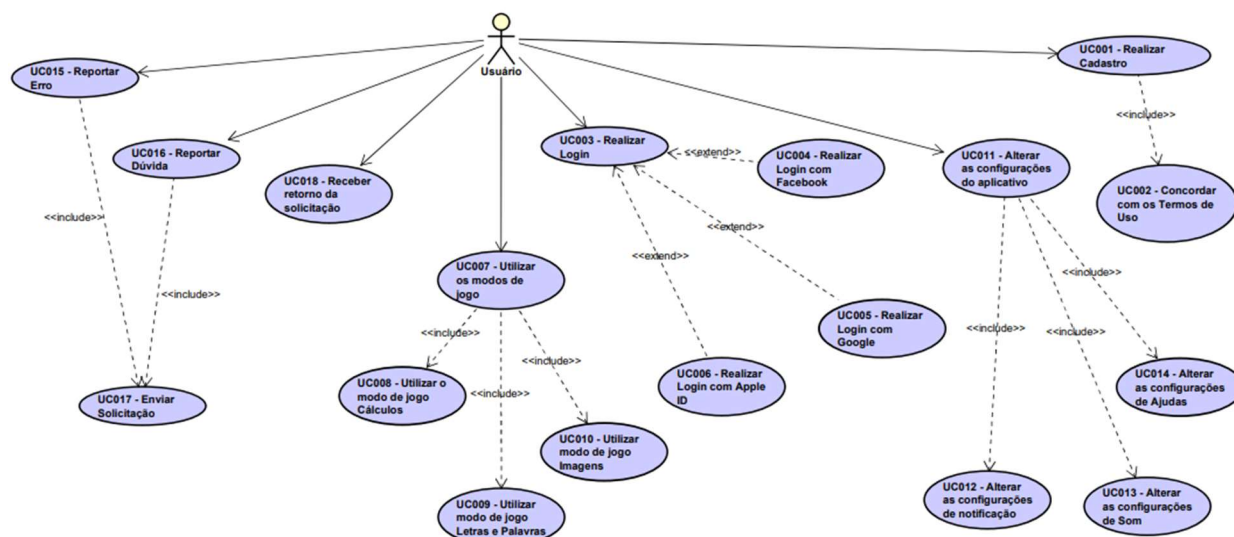 Usuário
UC015 - Reportar
Erro
UC001 - Realizar
Cadastro
<<include>>
UC016 - Reportar
Dúvida
UC003 - Realizar
Login
<<extend>>
UC004 - Realizar
Login com
Facebook
UC011 - Alterar
as configurações
do aplicativo
UC018 - Receber
retorno da
solicitação
UC002 - Concordar
com os Termos de
Uso
<<include>>
<<extend>>
<<extend>>
UC007 - Utilizar
os modos de
jogo
<<include>>
<<include>>
UC005 - Realizar
Login com
Google
<<include>>
<<include>>
<<include>>
<<include>>
UC008 - Utilizar o
modo de jogo
Cálculos
<<include>>
UC006 - Realizar
Login com Apple
ID
UC014 - Alterar
as configurações
de Ajudas
UC017 - Enviar
Solicitação
UC010 - Utilizar
modo de jogo
Imagens
UC012 - Alterar
as configurações
de notificação
UC013 - Alterar
as configurações
de Som
UC009 - Utilizar
modo de jogo
Letras e Palavras